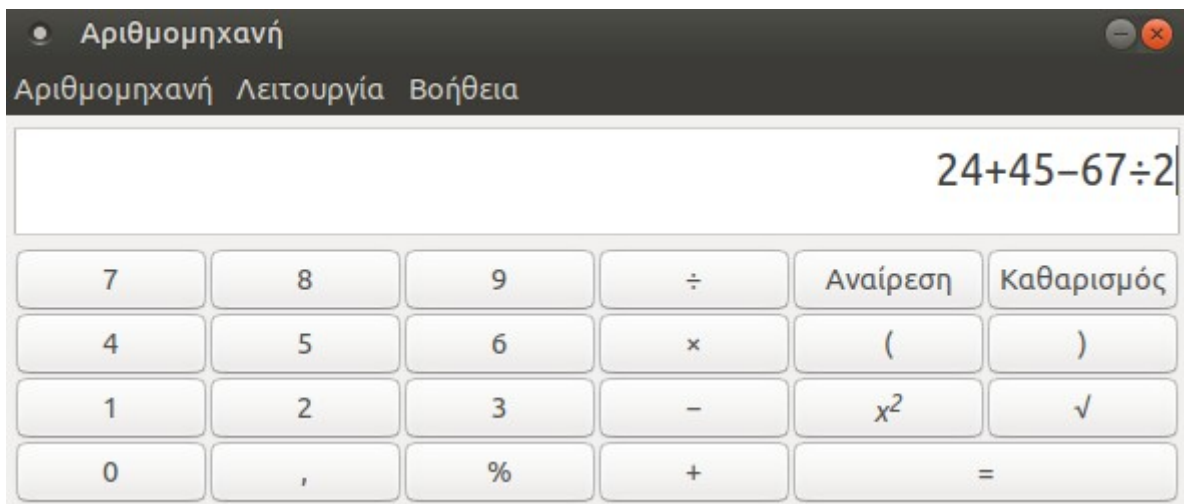 Αριθμομηχανή
Αριθμομηχανή Λειτουργία Βοήθεια
24+45−67÷2
7 8 9 ÷ Αναίρεση Καθαρισμός
4 5 6 × ( )
1 2 3 − x² √
0 , % + =